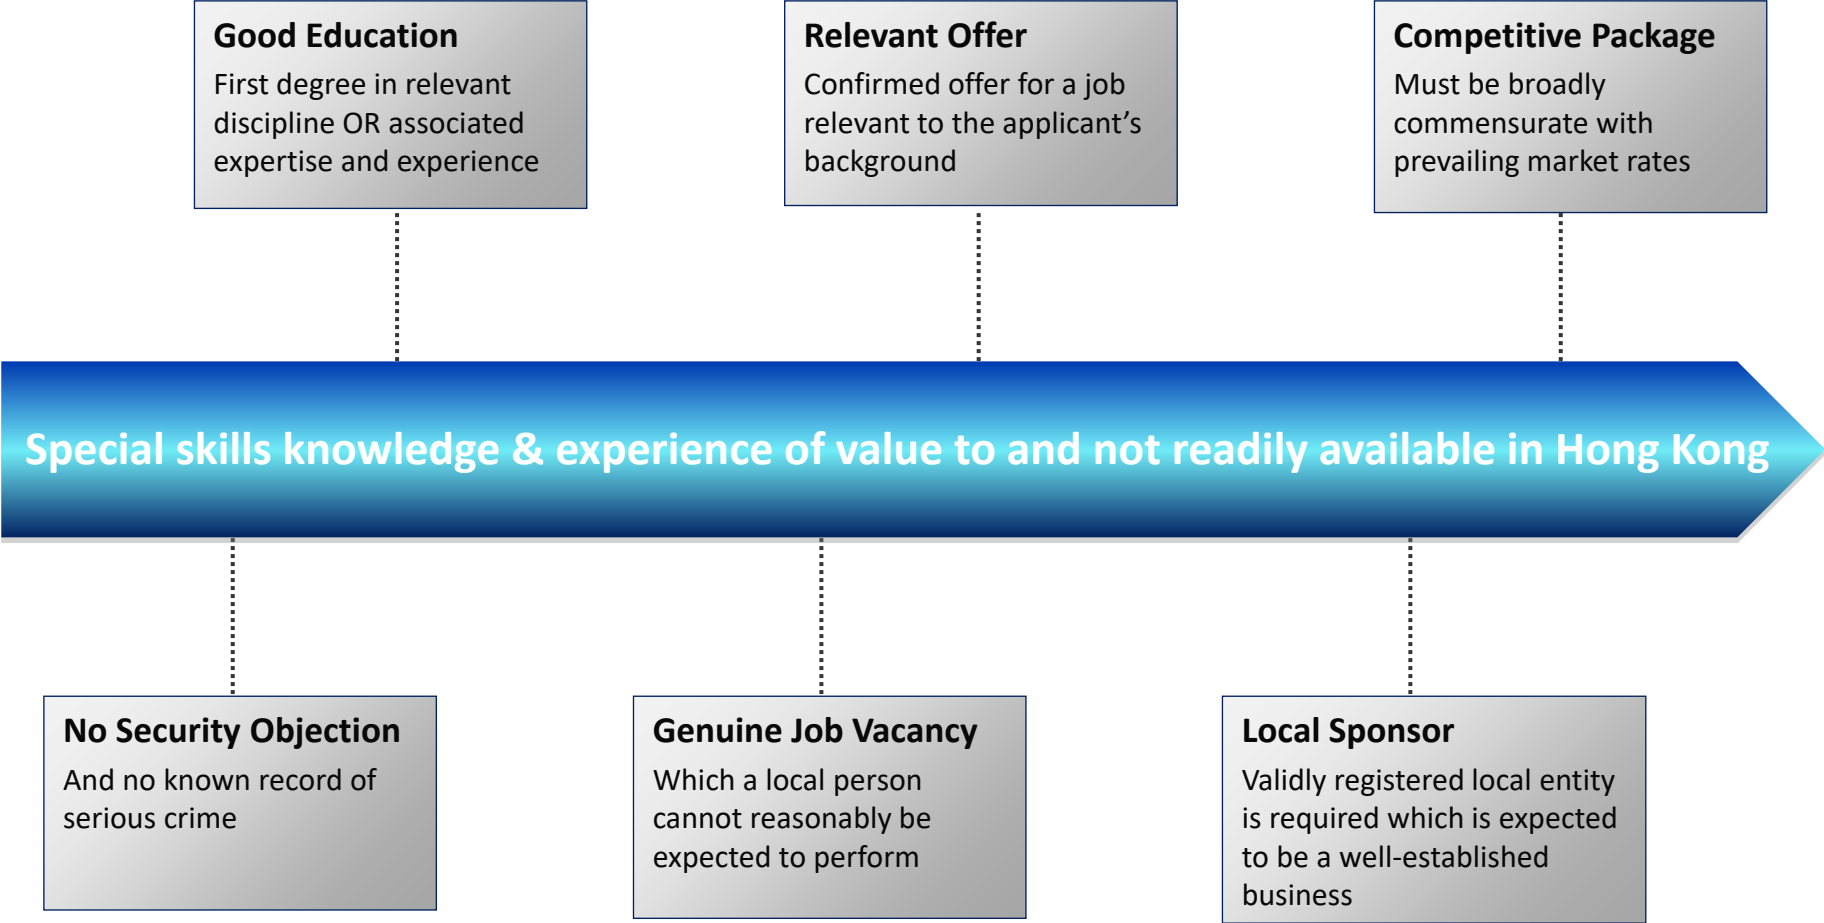 Good Education
First degree in relevant
discipline OR associated
expertise and experience
Relevant Offer
Confirmed offer for a job
relevant to the applicant’s
background
Competitive Package
Must be broadly
commensurate with
prevailing market rates
Special skills knowledge & experience of value to and not readily available in Hong Kong
No Security Objection
And no known record of
serious crime
Genuine Job Vacancy
Which a local person
cannot reasonably be
expected to perform
Local Sponsor
Validly registered local entity
is required which is expected
to be a well-established
business